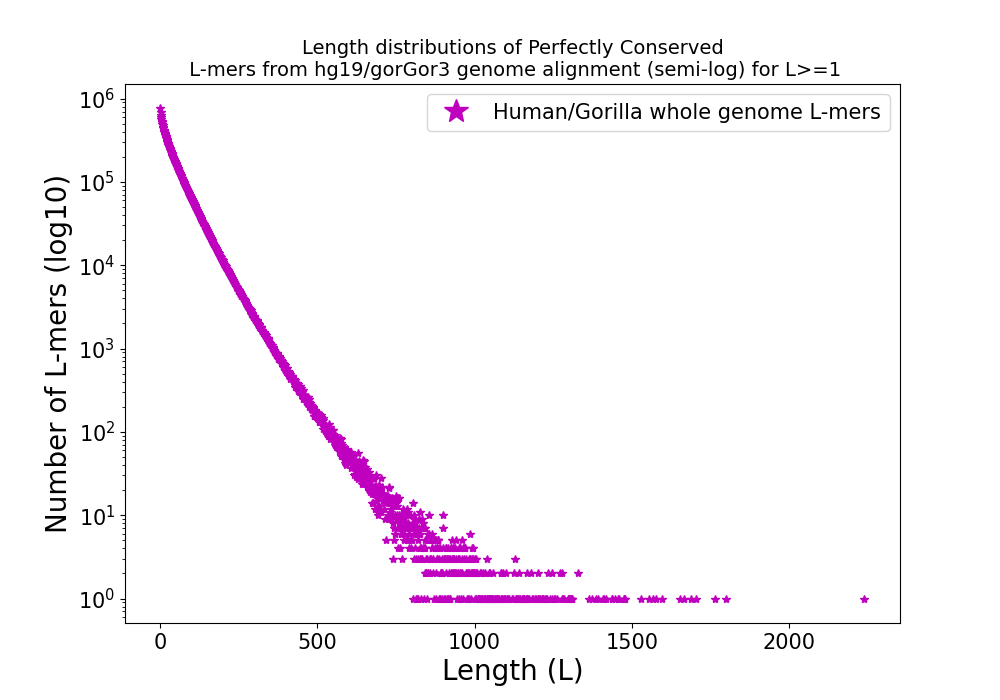 Length distributions of Perfectly Conserved
L-mers from hg19/gorGor3 genome alignment (semi-log) for L>=1
Human/Gorilla whole genome L-mers
Number of L-mers (log10)
10^6
10^5
10^4
10^3
10^2
10^1
10^0
0 500 1000 1500 2000
Length (L)